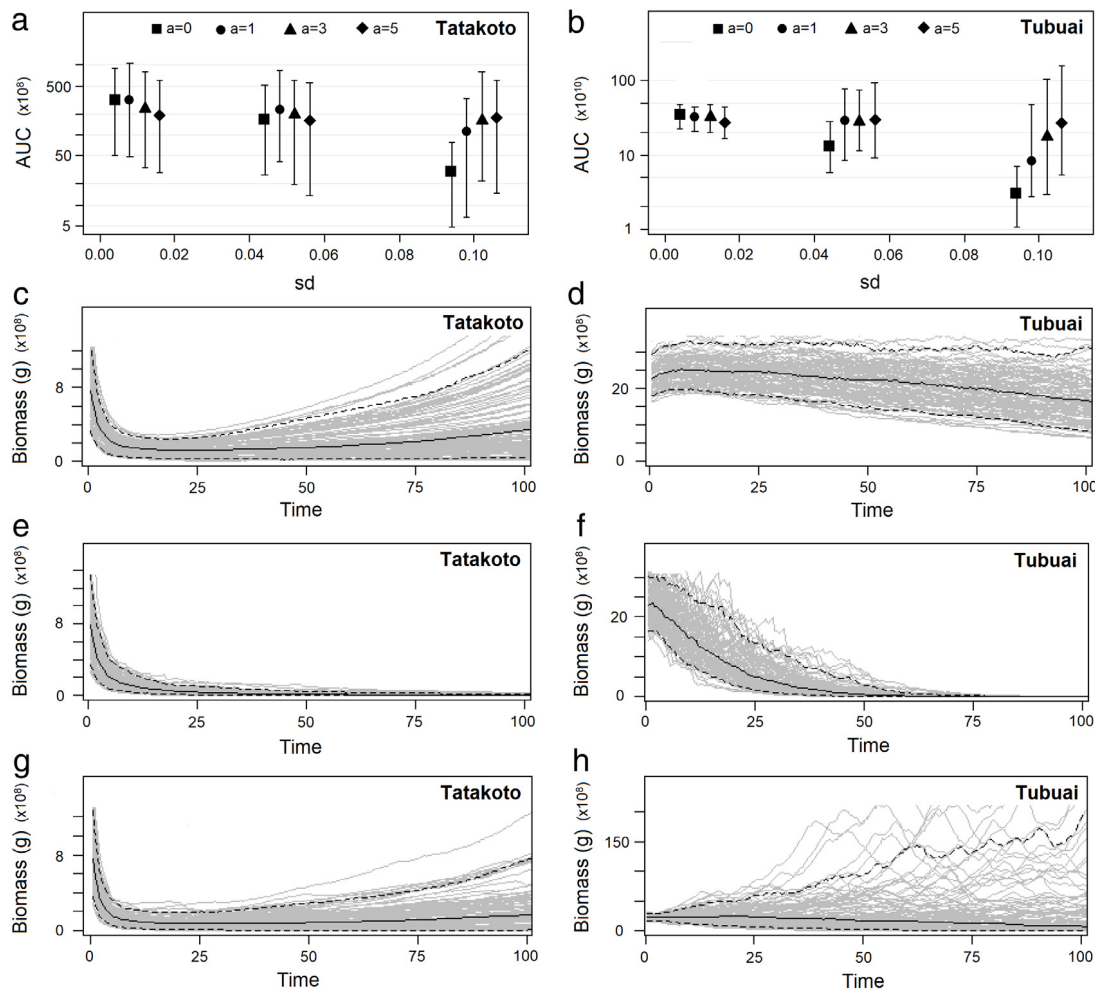 a
■ a=0 ● a=1 ▲ a=3 ◆ a=5 Tatakoto
AUC (x10⁸)
500
50
5
0.00 0.02 0.04 0.06 0.08 0.10
sd
b
■ a=0 ● a=1 ▲ a=3 ◆ a=5 Tubuai
AUC (x10¹⁰)
100
10
1
0.00 0.02 0.04 0.06 0.08 0.10
sd
c
Tatakoto
Biomass (g) (x10⁸)
8
4
0
0 25 50 75 100
Time
d
Tubuai
Biomass (g) (x10⁸)
20
0
0 25 50 75 100
Time
e
Tatakoto
Biomass (g) (x10⁸)
8
0
0 25 50 75 100
Time
f
Tubuai
Biomass (g) (x10⁸)
20
0
0 25 50 75 100
Time
g
Tatakoto
Biomass (g) (x10⁸)
8
0
0 25 50 75 100
Time
h
Tubuai
Biomass (g) (x10⁸)
150
0
0 25 50 75 100
Time